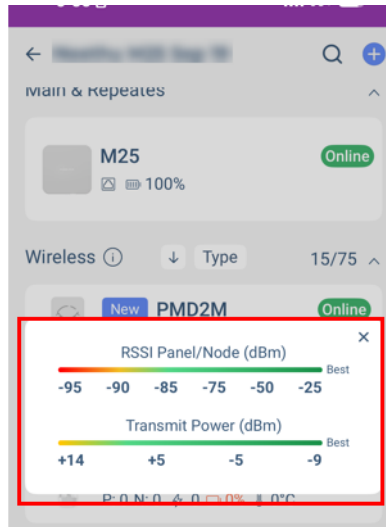 Main & Repeates
M25
Online
100%
Wireless
Type
15/75
New
PMD2M
Online
RSSI Panel/Node (dBm)
Best
-95 -90 -85 -75 -50 -25
Transmit Power (dBm)
Best
+14 +5 -5 -9
P: 0 N: 0 0 0% 0°C